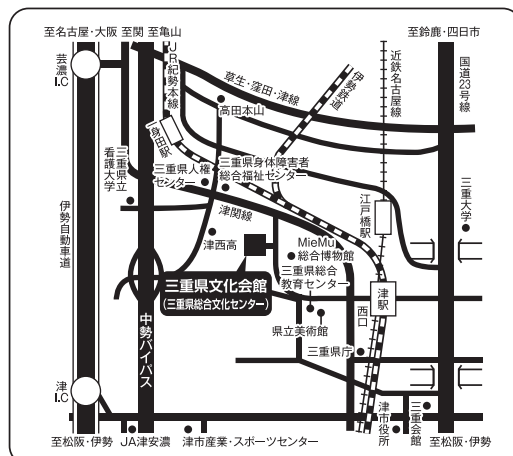 至名古屋・大阪
至関
至亀山
至鈴鹿・四日市
芸濃
I.C
JR紀勢本線
草生・窪田・津線
伊勢鉄道
近鉄名古屋線
国道23号線
高田本山
一身田駅
三重県立
看護大学
三重県人権
センター
三重県身体障害者
総合福祉センター
江戸橋駅
三重大学
伊勢自動車道
津関線
津西高
MieMu
総合博物館
三重県総合
教育センター
三重県文化会館
(三重県総合文化センター)
中勢バイパス
県立美術館
西口
津駅
三重県庁
津
I.C
津市役所
三重会館
至松阪・伊勢
JA津安濃
津市産業・スポーツセンター
至松阪・伊勢